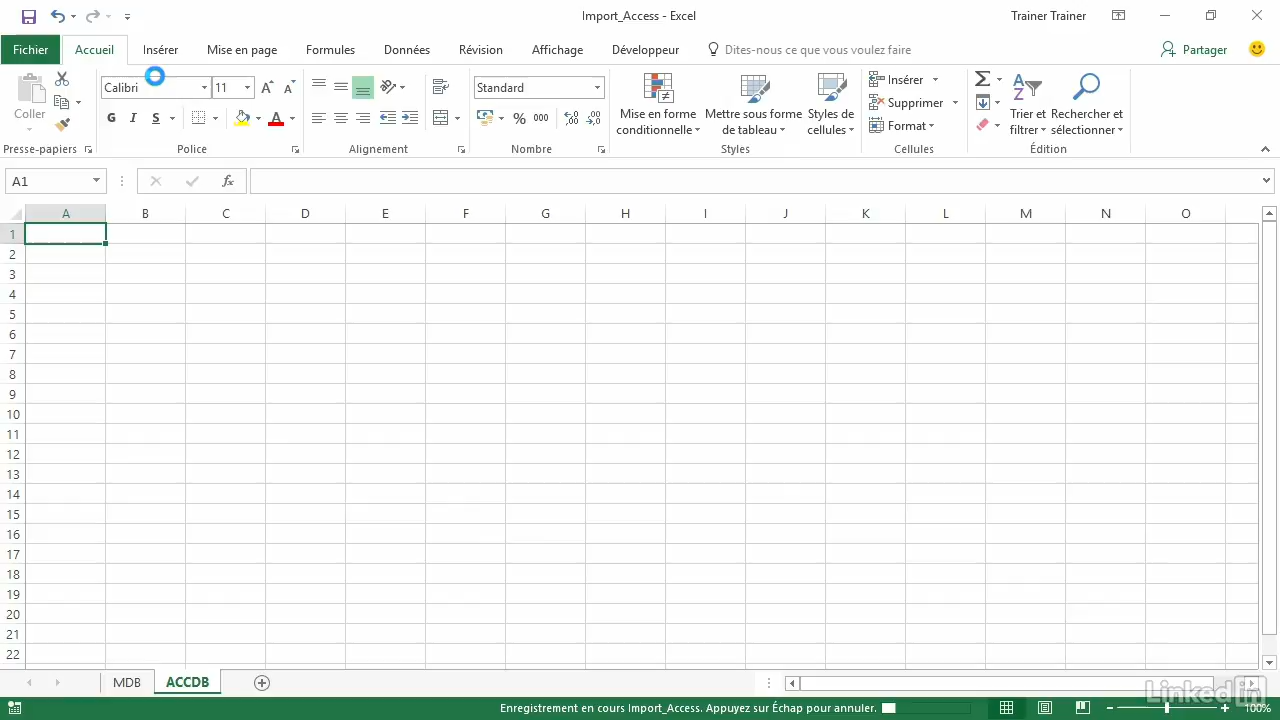 Import_Access - Excel
Trainer Trainer
Fichier
Accueil
Insérer
Mise en page
Formules
Données
Révision
Affichage
Développeur
Dites-nous ce que vous voulez faire
Partager
Coller
Presse-papiers
Calibri
11
G I S
Police
Alignement
Standard
% 000
Nombre
Mise en forme
conditionnelle
Mettre sous forme
de tableau
Styles de
cellules
Styles
Insérer
Supprimer
Format
Cellules
Trier et
filtrer
Rechercher et
sélectionner
Édition
A1
fx
A B C D E F G H I J K L M N O
1
2
3
4
5
6
7
8
9
10
11
12
13
14
15
16
17
18
19
20
21
22
MDB
ACCDB
Linked in
Enregistrement en cours Import_Access. Appuyez sur Échap pour annuler.
100%